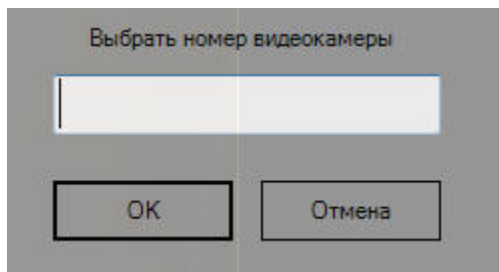 Выбрать номер видеокамеры
OK
Отмена